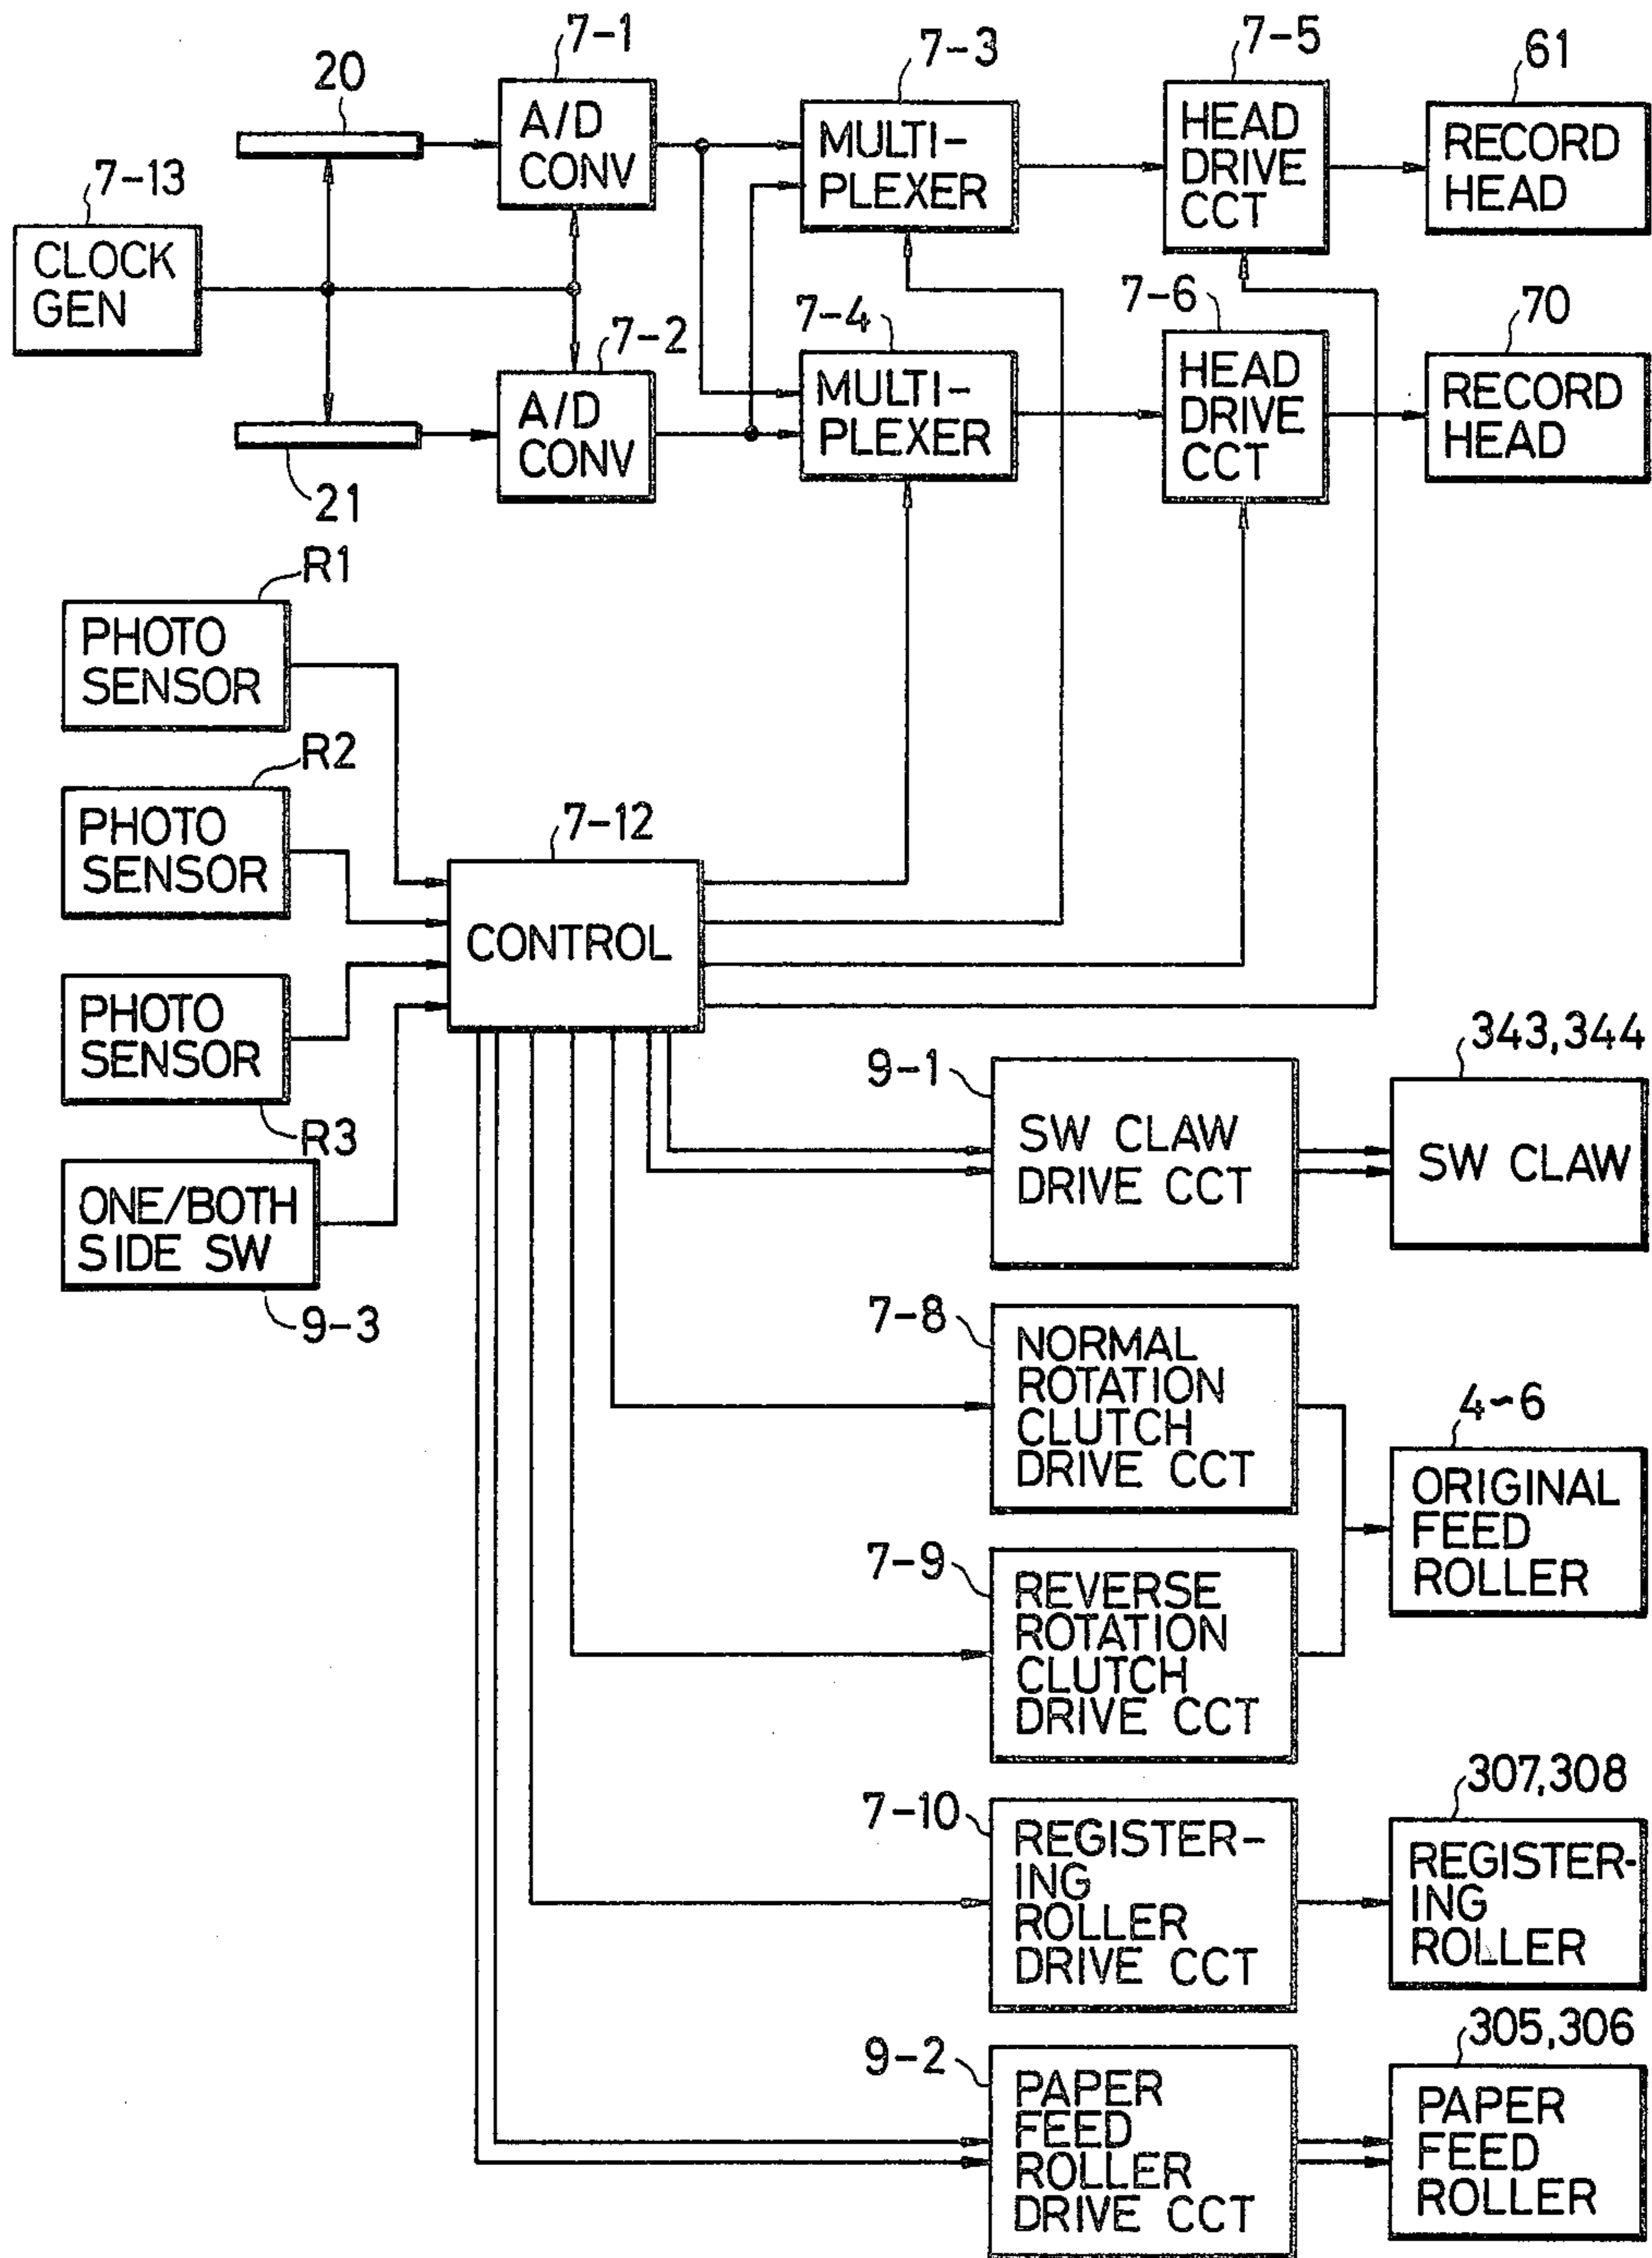 7-1
7-3
7-5
61
20
A/D
CONV
MULTI-
PLEXER
HEAD
DRIVE
CCT
RECORD
HEAD
7-13
CLOCK
GEN
7-2
7-4
7-6
70
A/D
CONV
MULTI-
PLEXER
HEAD
DRIVE
CCT
RECORD
HEAD
21
R1
PHOTO
SENSOR
R2
PHOTO
SENSOR
7-12
CONTROL
PHOTO
SENSOR
R3
ONE/BOTH
SIDE SW
9-3
9-1
SW CLAW
DRIVE CCT
343,344
SW CLAW
7-8
NORMAL
ROTATION
CLUTCH
DRIVE CCT
4~6
ORIGINAL
FEED
ROLLER
7-9
REVERSE
ROTATION
CLUTCH
DRIVE CCT
7-10
REGISTER-
ING
ROLLER
DRIVE CCT
307,308
REGISTER-
ING
ROLLER
9-2
PAPER
FEED
ROLLER
DRIVE CCT
305,306
PAPER
FEED
ROLLER